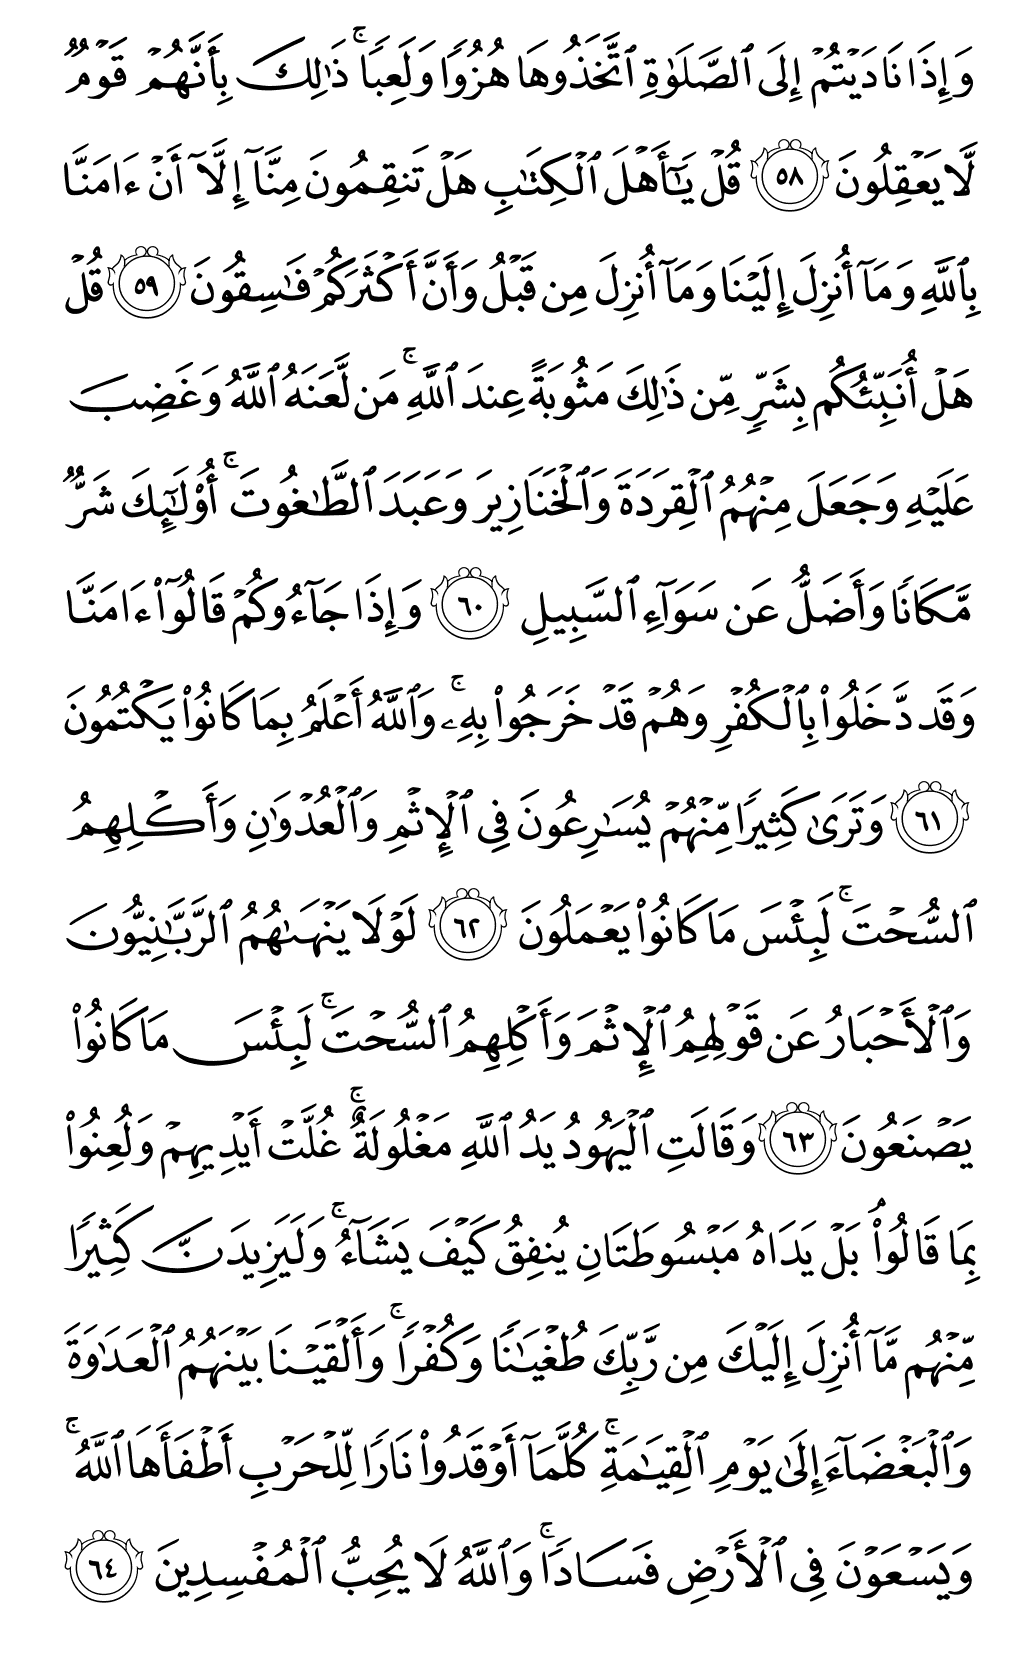 وَإِذَا نَادَيۡتُمۡ إِلَى ٱلصَّلَوٰةِ ٱتَّخَذُوهَا هُزُوٗا وَلَعِبٗاۚ ذَٰلِكَ بِأَنَّهُمۡ قَوۡمٞ
لَّا يَعۡقِلُونَ ٥٨ قُلۡ يَٰٓأَهۡلَ ٱلۡكِتَٰبِ هَلۡ تَنقِمُونَ مِنَّآ إِلَّآ أَنۡ ءَامَنَّا
بِٱللَّهِ وَمَآ أُنزِلَ إِلَيۡنَا وَمَآ أُنزِلَ مِن قَبۡلُ وَأَنَّ أَكۡثَرَكُمۡ فَٰسِقُونَ ٥٩ قُلۡ
هَلۡ أُنَبِّئُكُم بِشَرّٖ مِّن ذَٰلِكَ مَثُوبَةً عِندَ ٱللَّهِۚ مَن لَّعَنَهُ ٱللَّهُ وَغَضِبَ
عَلَيۡهِ وَجَعَلَ مِنۡهُمُ ٱلۡقِرَدَةَ وَٱلۡخَنَازِيرَ وَعَبَدَ ٱلطَّٰغُوتَۚ أُوْلَٰٓئِكَ شَرّٞ
مَّكَانٗا وَأَضَلُّ عَن سَوَآءِ ٱلسَّبِيلِ ٦٠ وَإِذَا جَآءُوكُمۡ قَالُوٓاْ ءَامَنَّا
وَقَد دَّخَلُواْ بِٱلۡكُفۡرِ وَهُمۡ قَدۡ خَرَجُواْ بِهِۦۚ وَٱللَّهُ أَعۡلَمُ بِمَا كَانُواْ يَكۡتُمُونَ
٦١ وَتَرَىٰ كَثِيرٗا مِّنۡهُمۡ يُسَٰرِعُونَ فِي ٱلۡإِثۡمِ وَٱلۡعُدۡوَٰنِ وَأَكۡلِهِمُ
ٱلسُّحۡتَۚ لَبِئۡسَ مَا كَانُواْ يَعۡمَلُونَ ٦٢ لَوۡلَا يَنۡهَىٰهُمُ ٱلرَّبَّٰنِيُّونَ
وَٱلۡأَحۡبَارُ عَن قَوۡلِهِمُ ٱلۡإِثۡمَ وَأَكۡلِهِمُ ٱلسُّحۡتَۚ لَبِئۡسَ مَا كَانُواْ
يَصۡنَعُونَ ٦٣ وَقَالَتِ ٱلۡيَهُودُ يَدُ ٱللَّهِ مَغۡلُولَةٌۚ غُلَّتۡ أَيۡدِيهِمۡ وَلُعِنُواْ
بِمَا قَالُواْۘ بَلۡ يَدَاهُ مَبۡسُوطَتَانِ يُنفِقُ كَيۡفَ يَشَآءُۚ وَلَيَزِيدَنَّ كَثِيرٗا
مِّنۡهُم مَّآ أُنزِلَ إِلَيۡكَ مِن رَّبِّكَ طُغۡيَٰنٗا وَكُفۡرٗاۚ وَأَلۡقَيۡنَا بَيۡنَهُمُ ٱلۡعَدَٰوَةَ
وَٱلۡبَغۡضَآءَ إِلَىٰ يَوۡمِ ٱلۡقِيَٰمَةِۚ كُلَّمَآ أَوۡقَدُواْ نَارٗا لِّلۡحَرۡبِ أَطۡفَأَهَا ٱللَّهُۚ
وَيَسۡعَوۡنَ فِي ٱلۡأَرۡضِ فَسَادٗاۚ وَٱللَّهُ لَا يُحِبُّ ٱلۡمُفۡسِدِينَ ٦٤